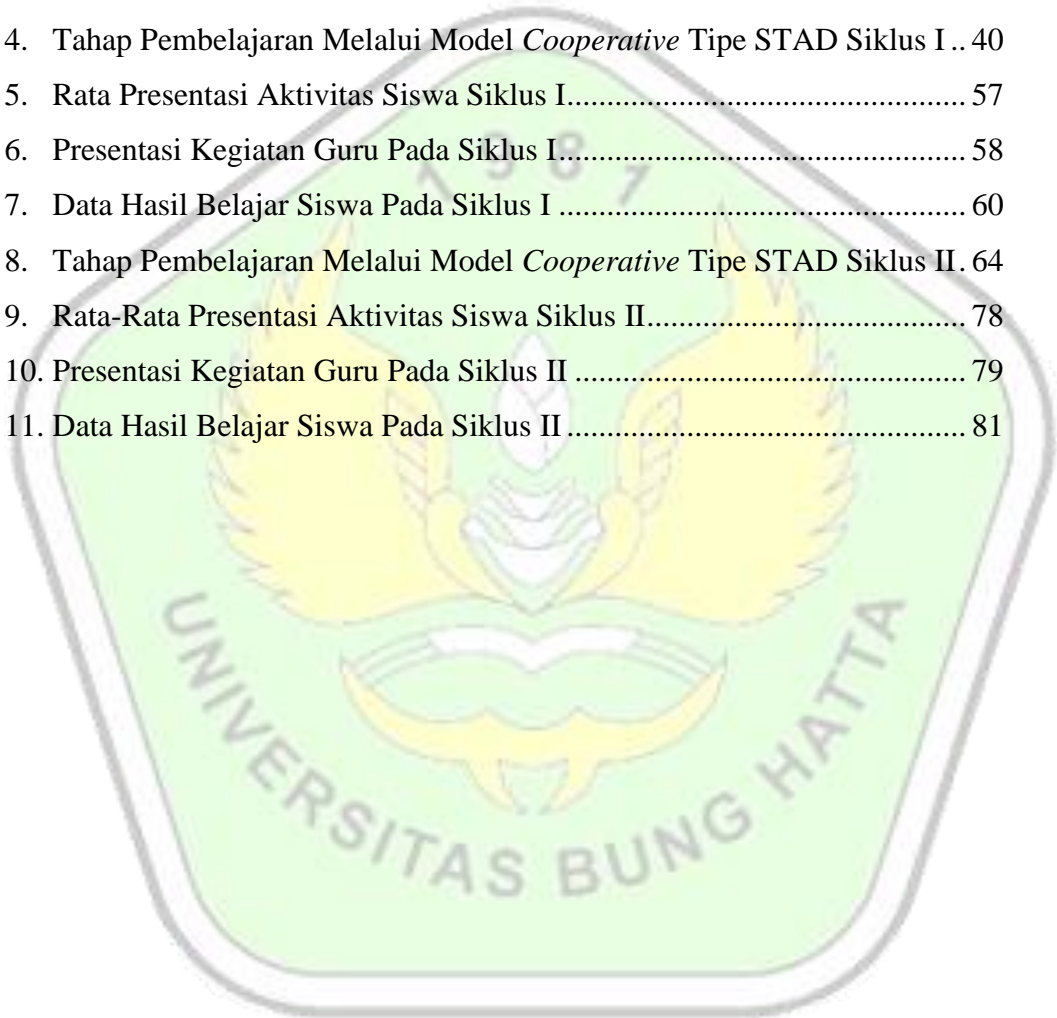 4. Tahap Pembelajaran Melalui Model Cooperative Tipe STAD Siklus I .. 40
5. Rata Presentasi Aktivitas Siswa Siklus I.................................................. 57
6. Presentasi Kegiatan Guru Pada Siklus I................................................... 58
7. Data Hasil Belajar Siswa Pada Siklus I ................................................... 60
8. Tahap Pembelajaran Melalui Model Cooperative Tipe STAD Siklus II. 64
9. Rata-Rata Presentasi Aktivitas Siswa Siklus II........................................ 78
10. Presentasi Kegiatan Guru Pada Siklus II ................................................. 79
11. Data Hasil Belajar Siswa Pada Siklus II .................................................. 81
1981
UNIVERSITAS BUNG HATTA